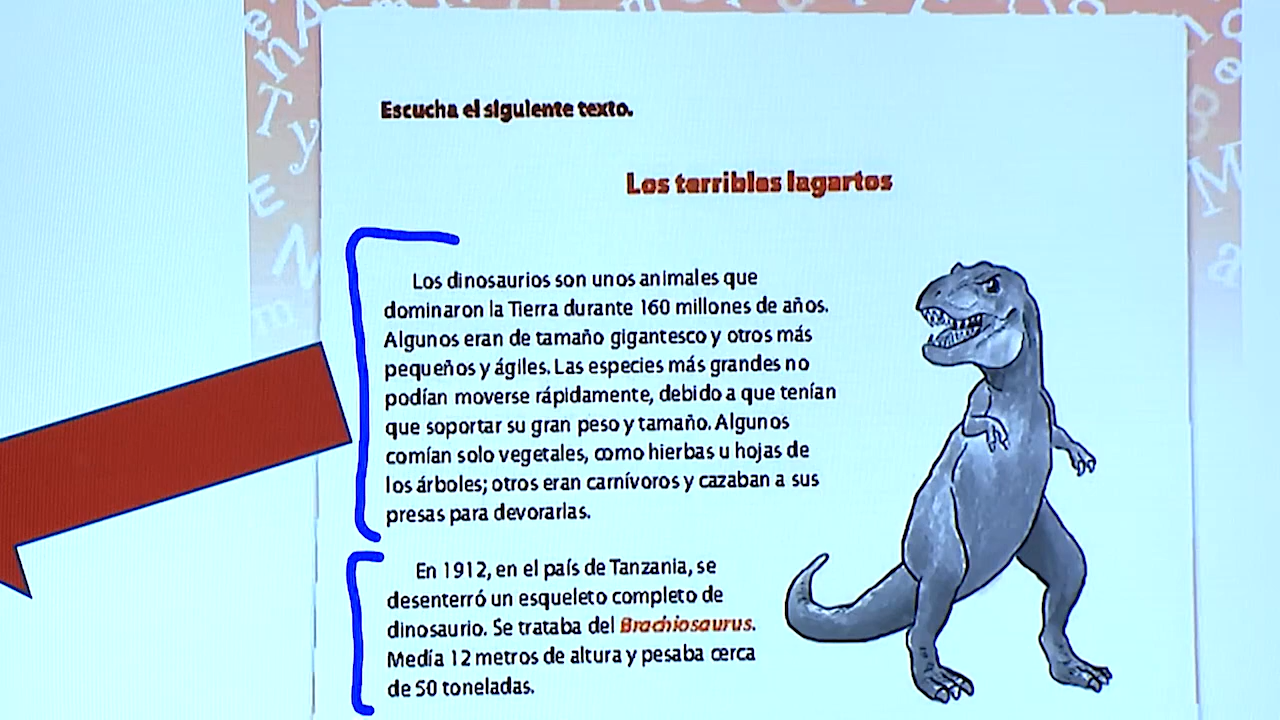 Escucha el siguiente texto.
Los terribles lagartos
Los dinosaurios son unos animales que
dominaron la Tierra durante 160 millones de años.
Algunos eran de tamaño gigantesco y otros más
pequeños y ágiles. Las especies más grandes no
podían moverse rápidamente, debido a que tenían
que soportar su gran peso y tamaño. Algunos
comían solo vegetales, como hierbas u hojas de
los árboles; otros eran carnívoros y cazaban a sus
presas para devorarlas.
En 1912, en el país de Tanzania, se
desenterró un esqueleto completo de
dinosaurio. Se trataba del Brachiosaurus.
Medía 12 metros de altura y pesaba cerca
de 50 toneladas.